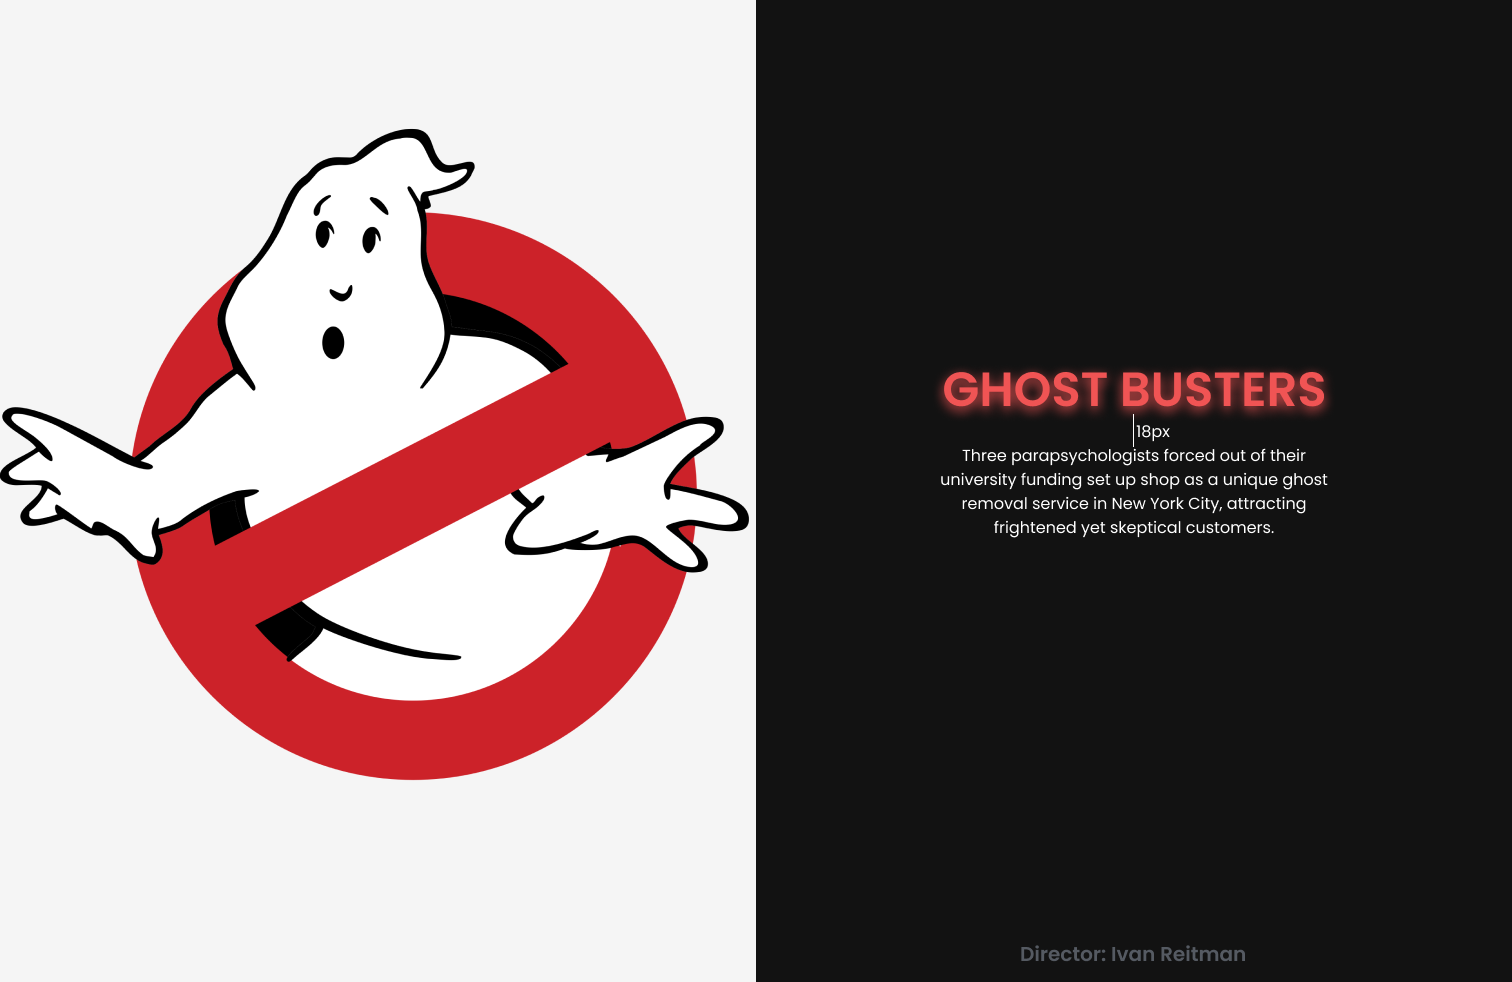 GHOST BUSTERS
18px
Three parapsychologists forced out of their
university funding set up shop as a unique ghost
removal service in New York City, attracting
frightened yet skeptical customers.
Director: Ivan Reitman